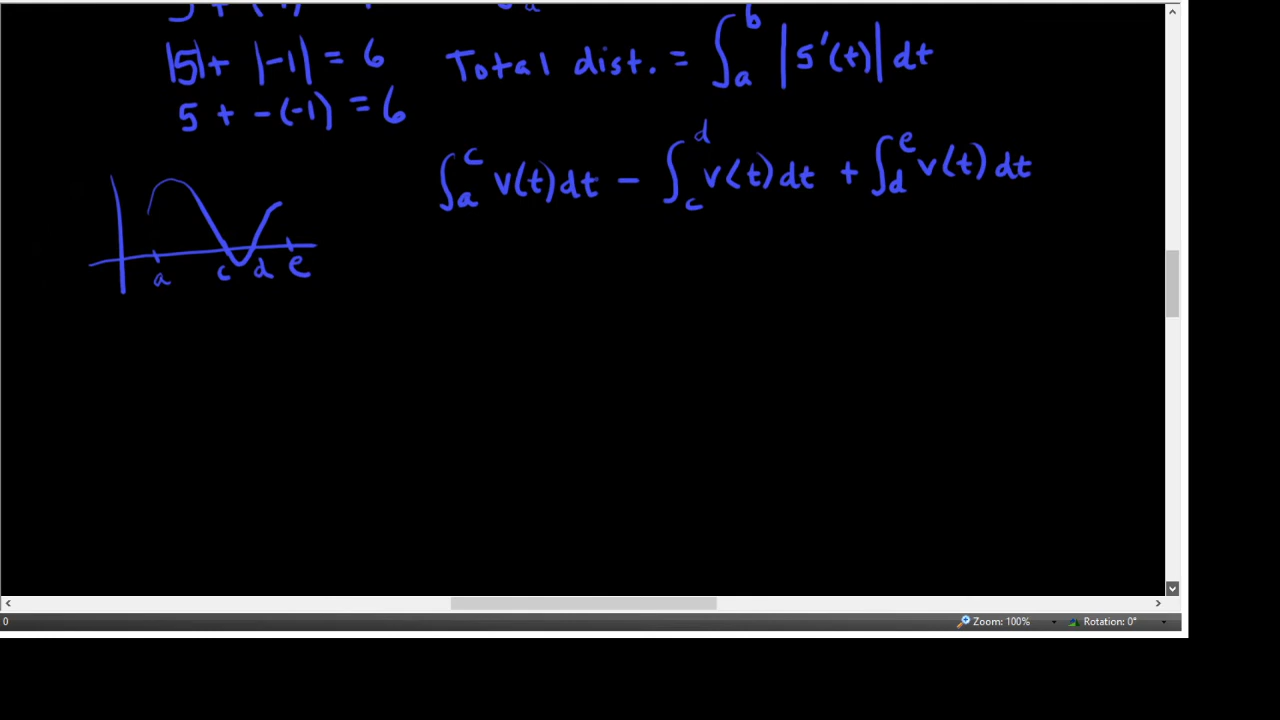 |5| + |-1| = 6
Total dist. = ∫_a^b |s'(t)| dt
5 + -(-1) = 6
∫_a^c v(t)dt - ∫_c^d v(t)dt + ∫_d^e v(t)dt
a c d e
0 Zoom: 100% Rotation: 0°